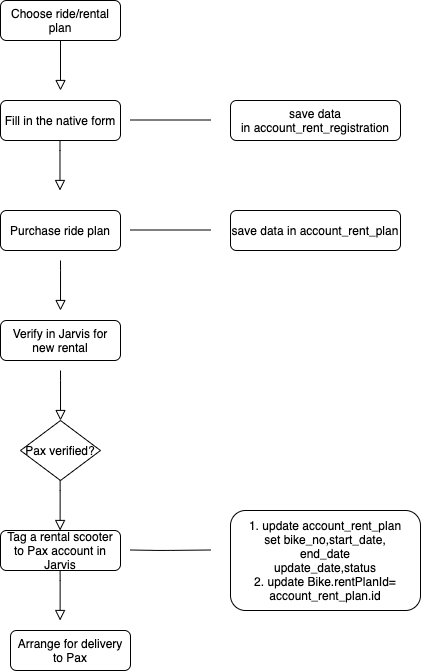 Choose ride/rental
plan
Fill in the native form
save data
in account_rent_registration
Purchase ride plan
save data in account_rent_plan
Verify in Jarvis for
new rental
Pax verified?
Tag a rental scooter
to Pax account in
Jarvis
1. update account_rent_plan
set bike_no,start_date,
end_date
update_date,status
2. update Bike.rentPlanId=
account_rent_plan.id
Arrange for delivery
to Pax